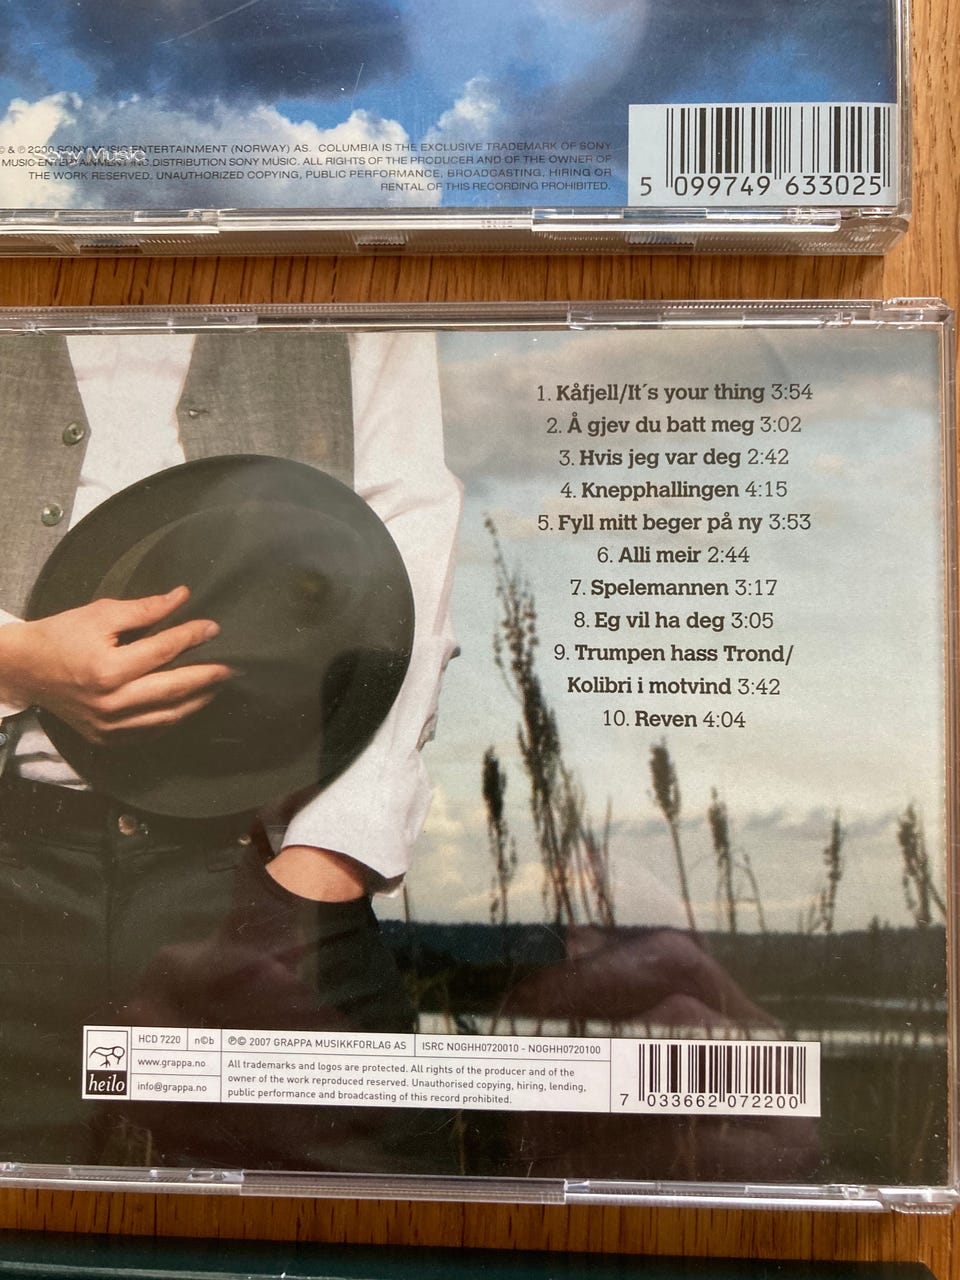 © & ℗ 2000 SONY MUSIC ENTERTAINMENT (NORWAY) AS. COLUMBIA IS THE EXCLUSIVE TRADEMARK OF SONY
MUSIC ENTERTAINMENT INC. DISTRIBUTION SONY MUSIC. ALL RIGHTS OF THE PRODUCER AND OF THE OWNER OF
THE WORK RESERVED. UNAUTHORIZED COPYING, PUBLIC PERFORMANCE, BROADCASTING, HIRING OR
RENTAL OF THIS RECORDING PROHIBITED.
Sony Music
5 099749 633025
1. Kåfjell/It´s your thing 3:54
2. Å gjev du batt meg 3:02
3. Hvis jeg var deg 2:42
4. Knepphallingen 4:15
5. Fyll mitt beger på ny 3:53
6. Alli meir 2:44
7. Spelemannen 3:17
8. Eg vil ha deg 3:05
9. Trumpen hass Trond/
Kolibri i motvind 3:42
10. Reven 4:04
heilo
HCD 7220
n©b
www.grappa.no
info@grappa.no
℗© 2007 GRAPPA MUSIKKFORLAG AS
ISRC NOGHH0720010 - NOGHH0720100
All trademarks and logos are protected. All rights of the producer and of the
owner of the work reproduced reserved. Unauthorised copying, hiring, lending,
public performance and broadcasting of this record prohibited.
7 033662 072200